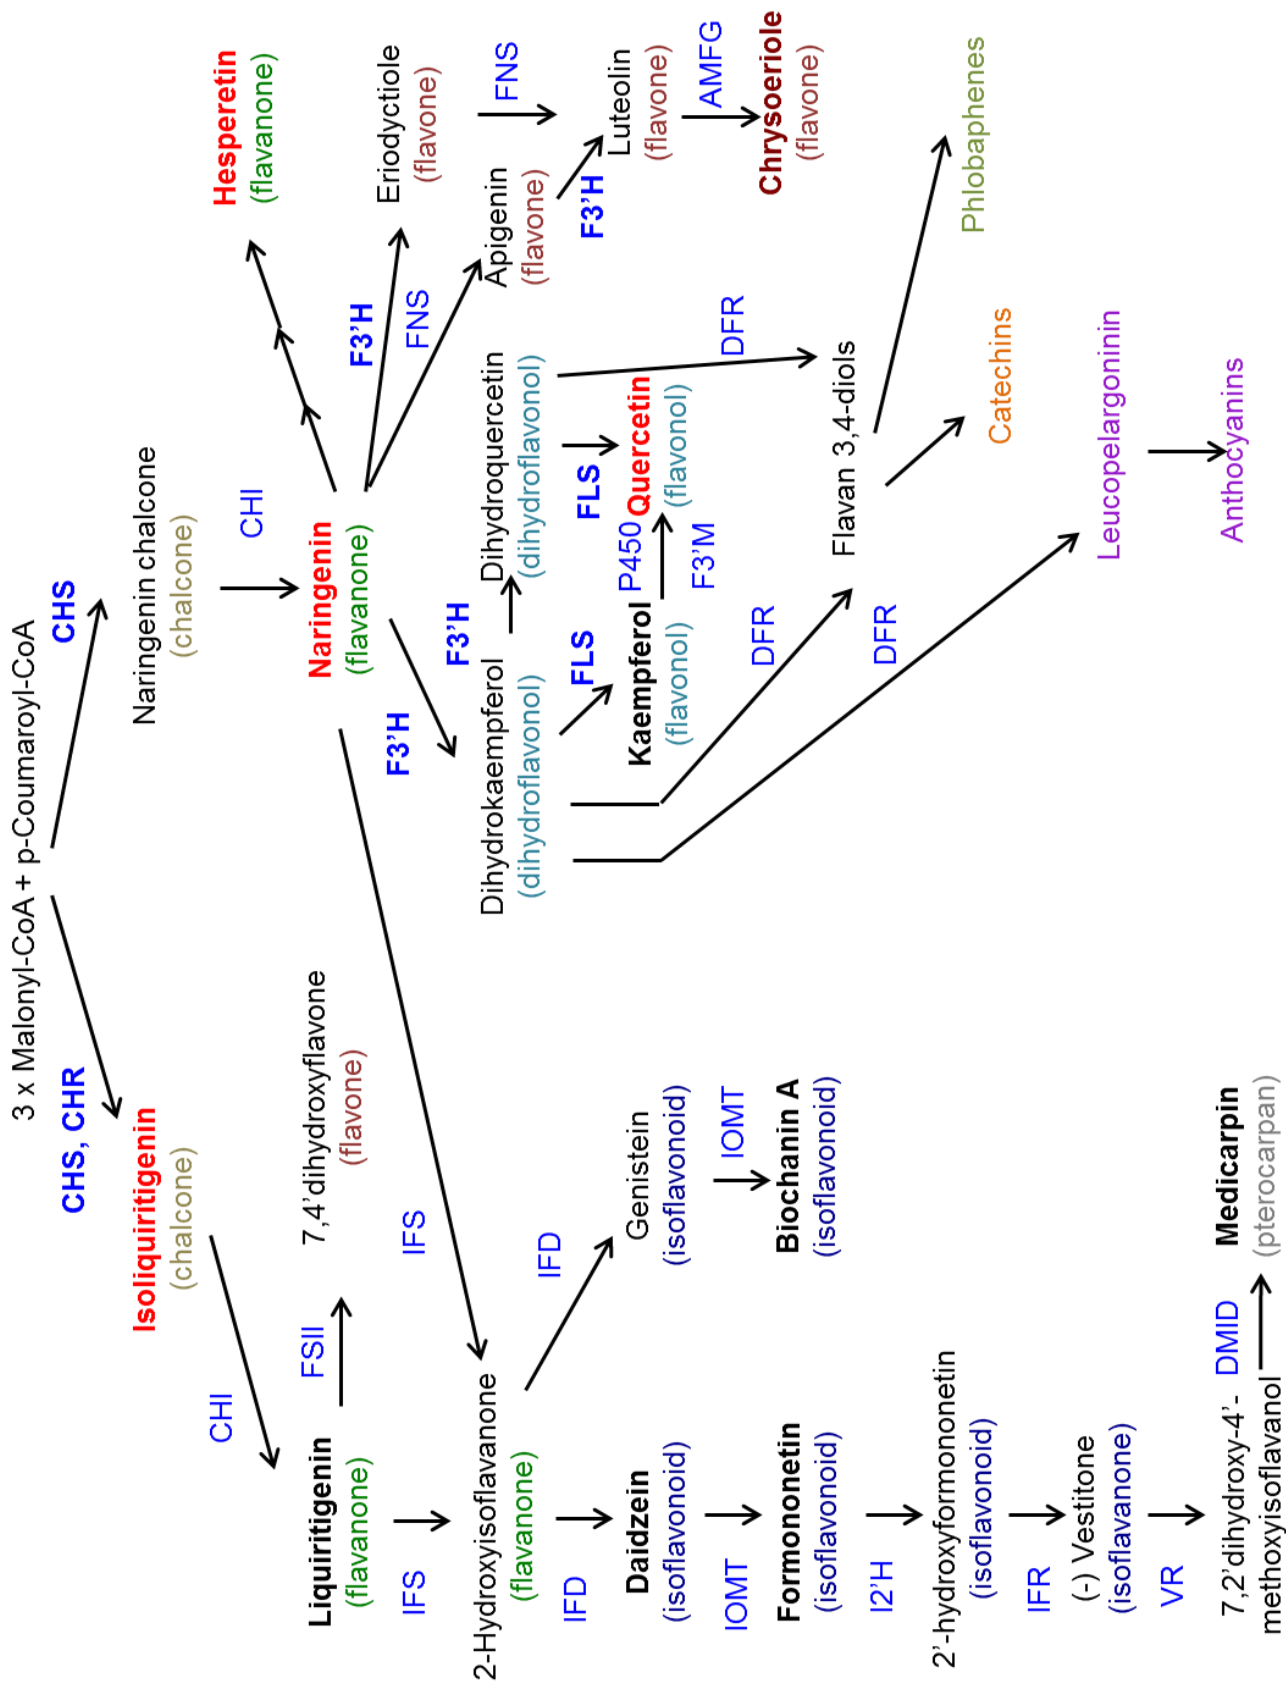 3 x Malonyl-CoA + p-Coumaroyl-CoA
CHS, CHR
CHS
Isoliquiritigenin
(chalcone)
Naringenin chalcone
(chalcone)
CHI
CHI
Liquiritigenin
(flavanone)
FSII
7,4'dihydroxyflavone
(flavone)
Naringenin
(flavanone)
Hesperetin
(flavanone)
IFS
IFS
F3'H
F3'H
FNS
Eriodyctiole
(flavone)
2-Hydroxyisoflavanone
(flavanone)
Dihydrokaempferol
(dihydroflavonol)
F3'H
Dihydroquercetin
(dihydroflavonol)
Apigenin
(flavone)
FNS
IFD
IFD
FLS
FLS
F3'H
Daidzein
(isoflavonoid)
Genistein
(isoflavonoid)
Kaempferol
(flavonol)
P450
F3'M
Quercetin
(flavonol)
Luteolin
(flavone)
IOMT
IOMT
DFR
DFR
AMFG
Formononetin
(isoflavonoid)
Biochanin A
(isoflavonoid)
Flavan 3,4-diols
Chrysoeriole
(flavone)
I2'H
DFR
2'-hydroxyformononetin
(isoflavonoid)
Catechins
Phlobaphenes
IFR
(-) Vestitone
(isoflavanone)
Leucopelargoninin
VR
7,2'dihydroxy-4'-
methoxyisoflavanol
DMID
Medicarpin
(pterocarpan)
Anthocyanins